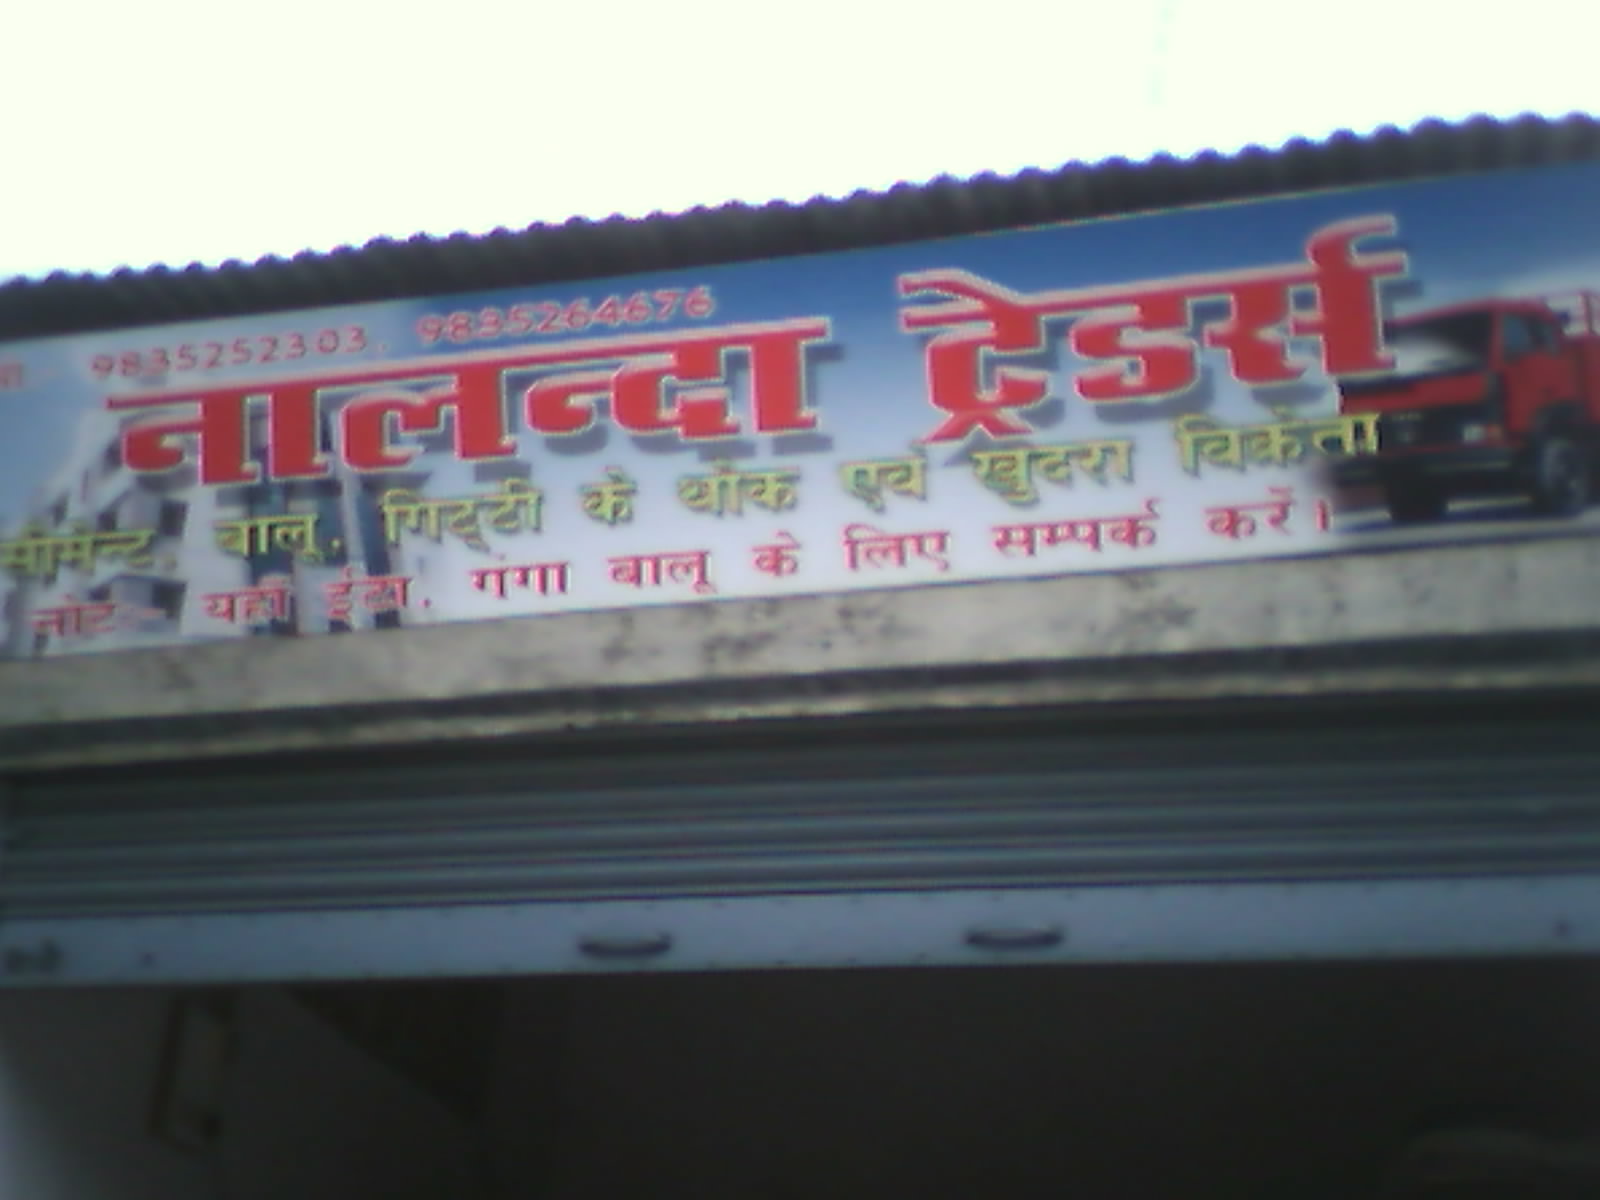 9835252303, 9835264676
नालन्दा ट्रेडर्स
सीमेन्ट, बालू, गिट्टी के थोक एवं खुदरा विक्रेता
नोट:- यहाँ ईंटा, गंगा बालू के लिए सम्पर्क करें।